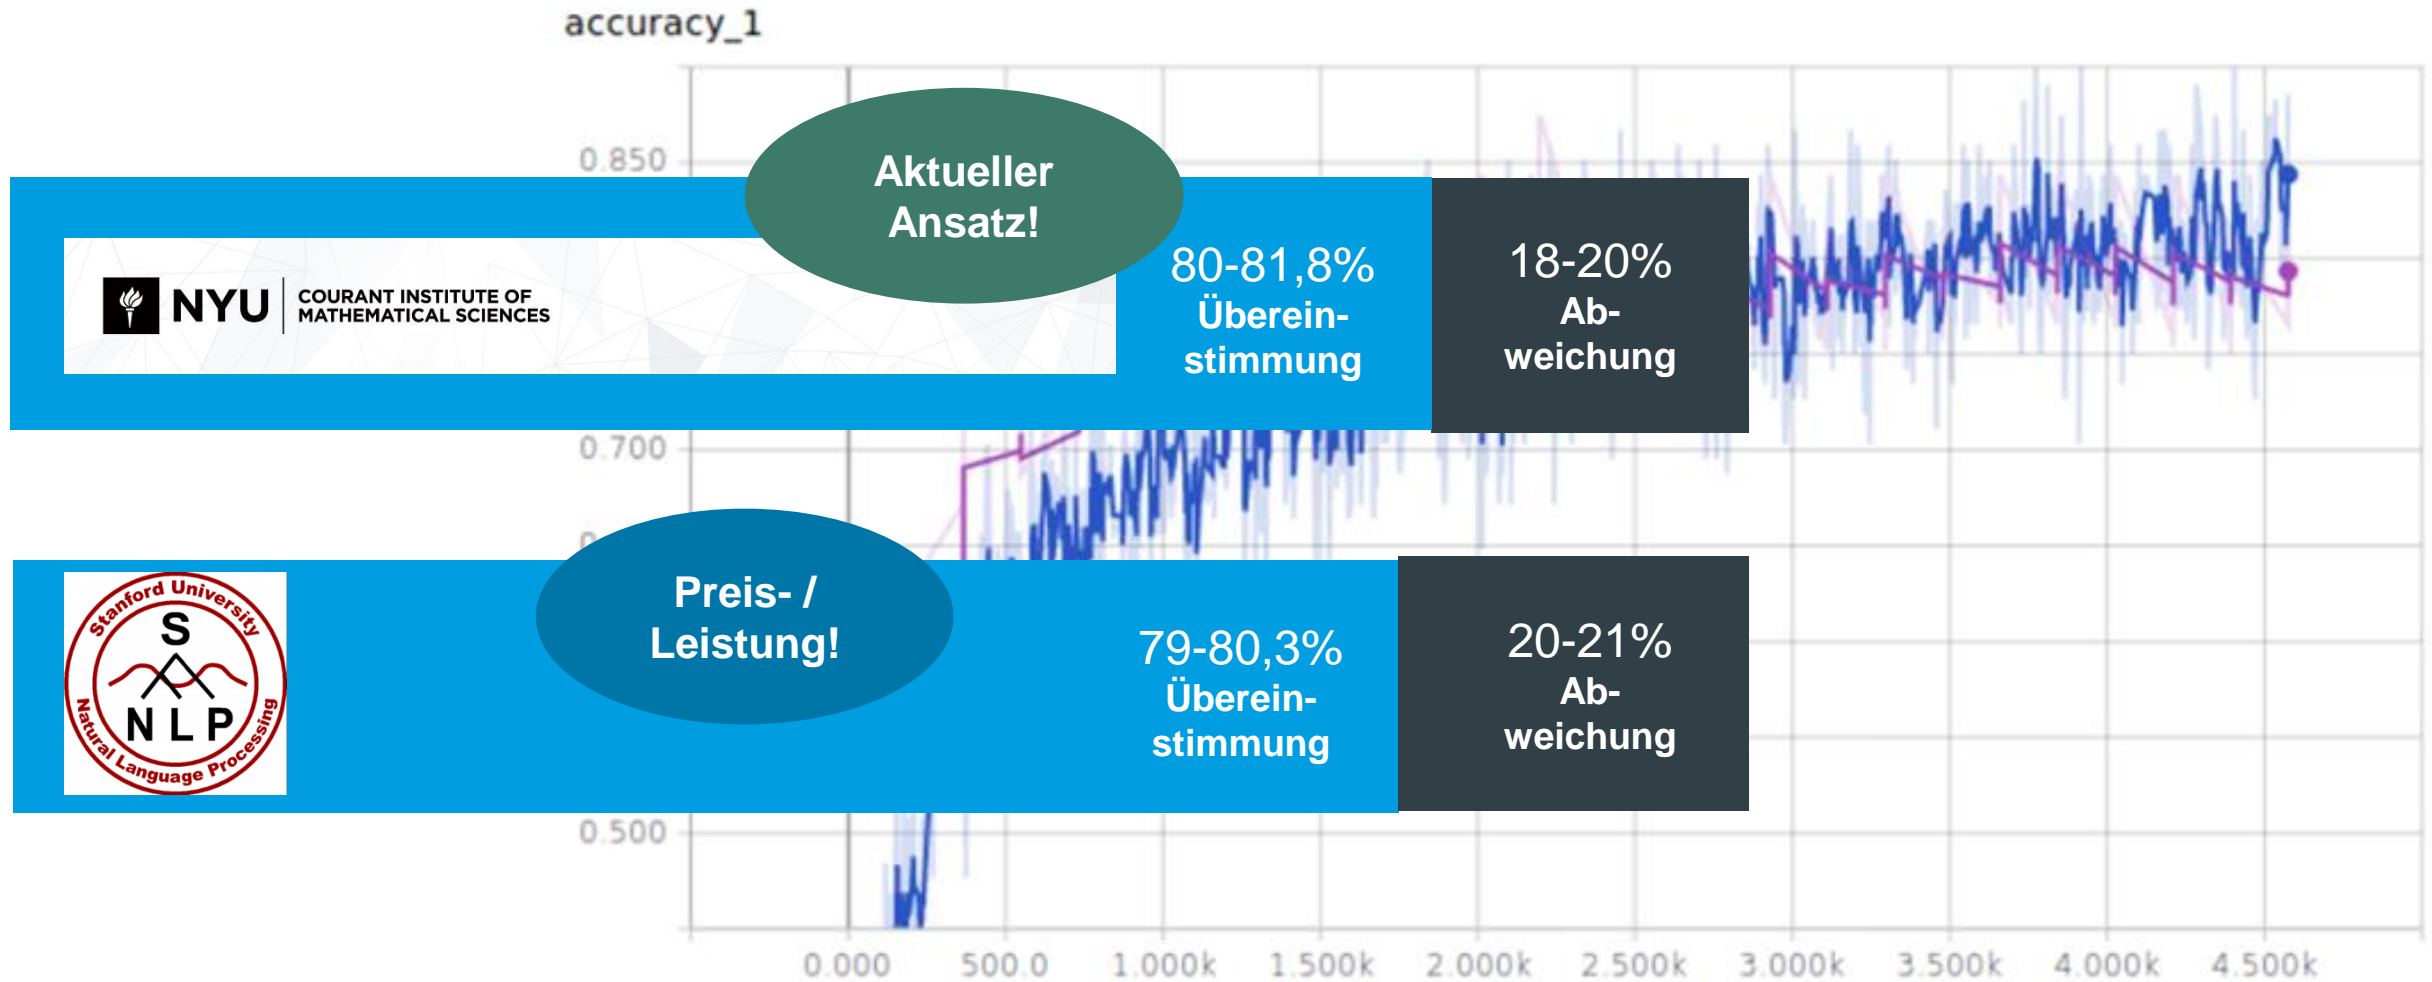 accuracy_1
0.850
Aktueller
Ansatz!
NYU
COURANT INSTITUTE OF
MATHEMATICAL SCIENCES
80-81,8%
Überein-
stimmung
18-20%
Ab-
weichung
0.700
Preis- /
Leistung!
Stanford University
S
NLP
Natural Language Processing
79-80,3%
Überein-
stimmung
20-21%
Ab-
weichung
0.500
0.000 500.0 1.000k 1.500k 2.000k 2.500k 3.000k 3.500k 4.000k 4.500k